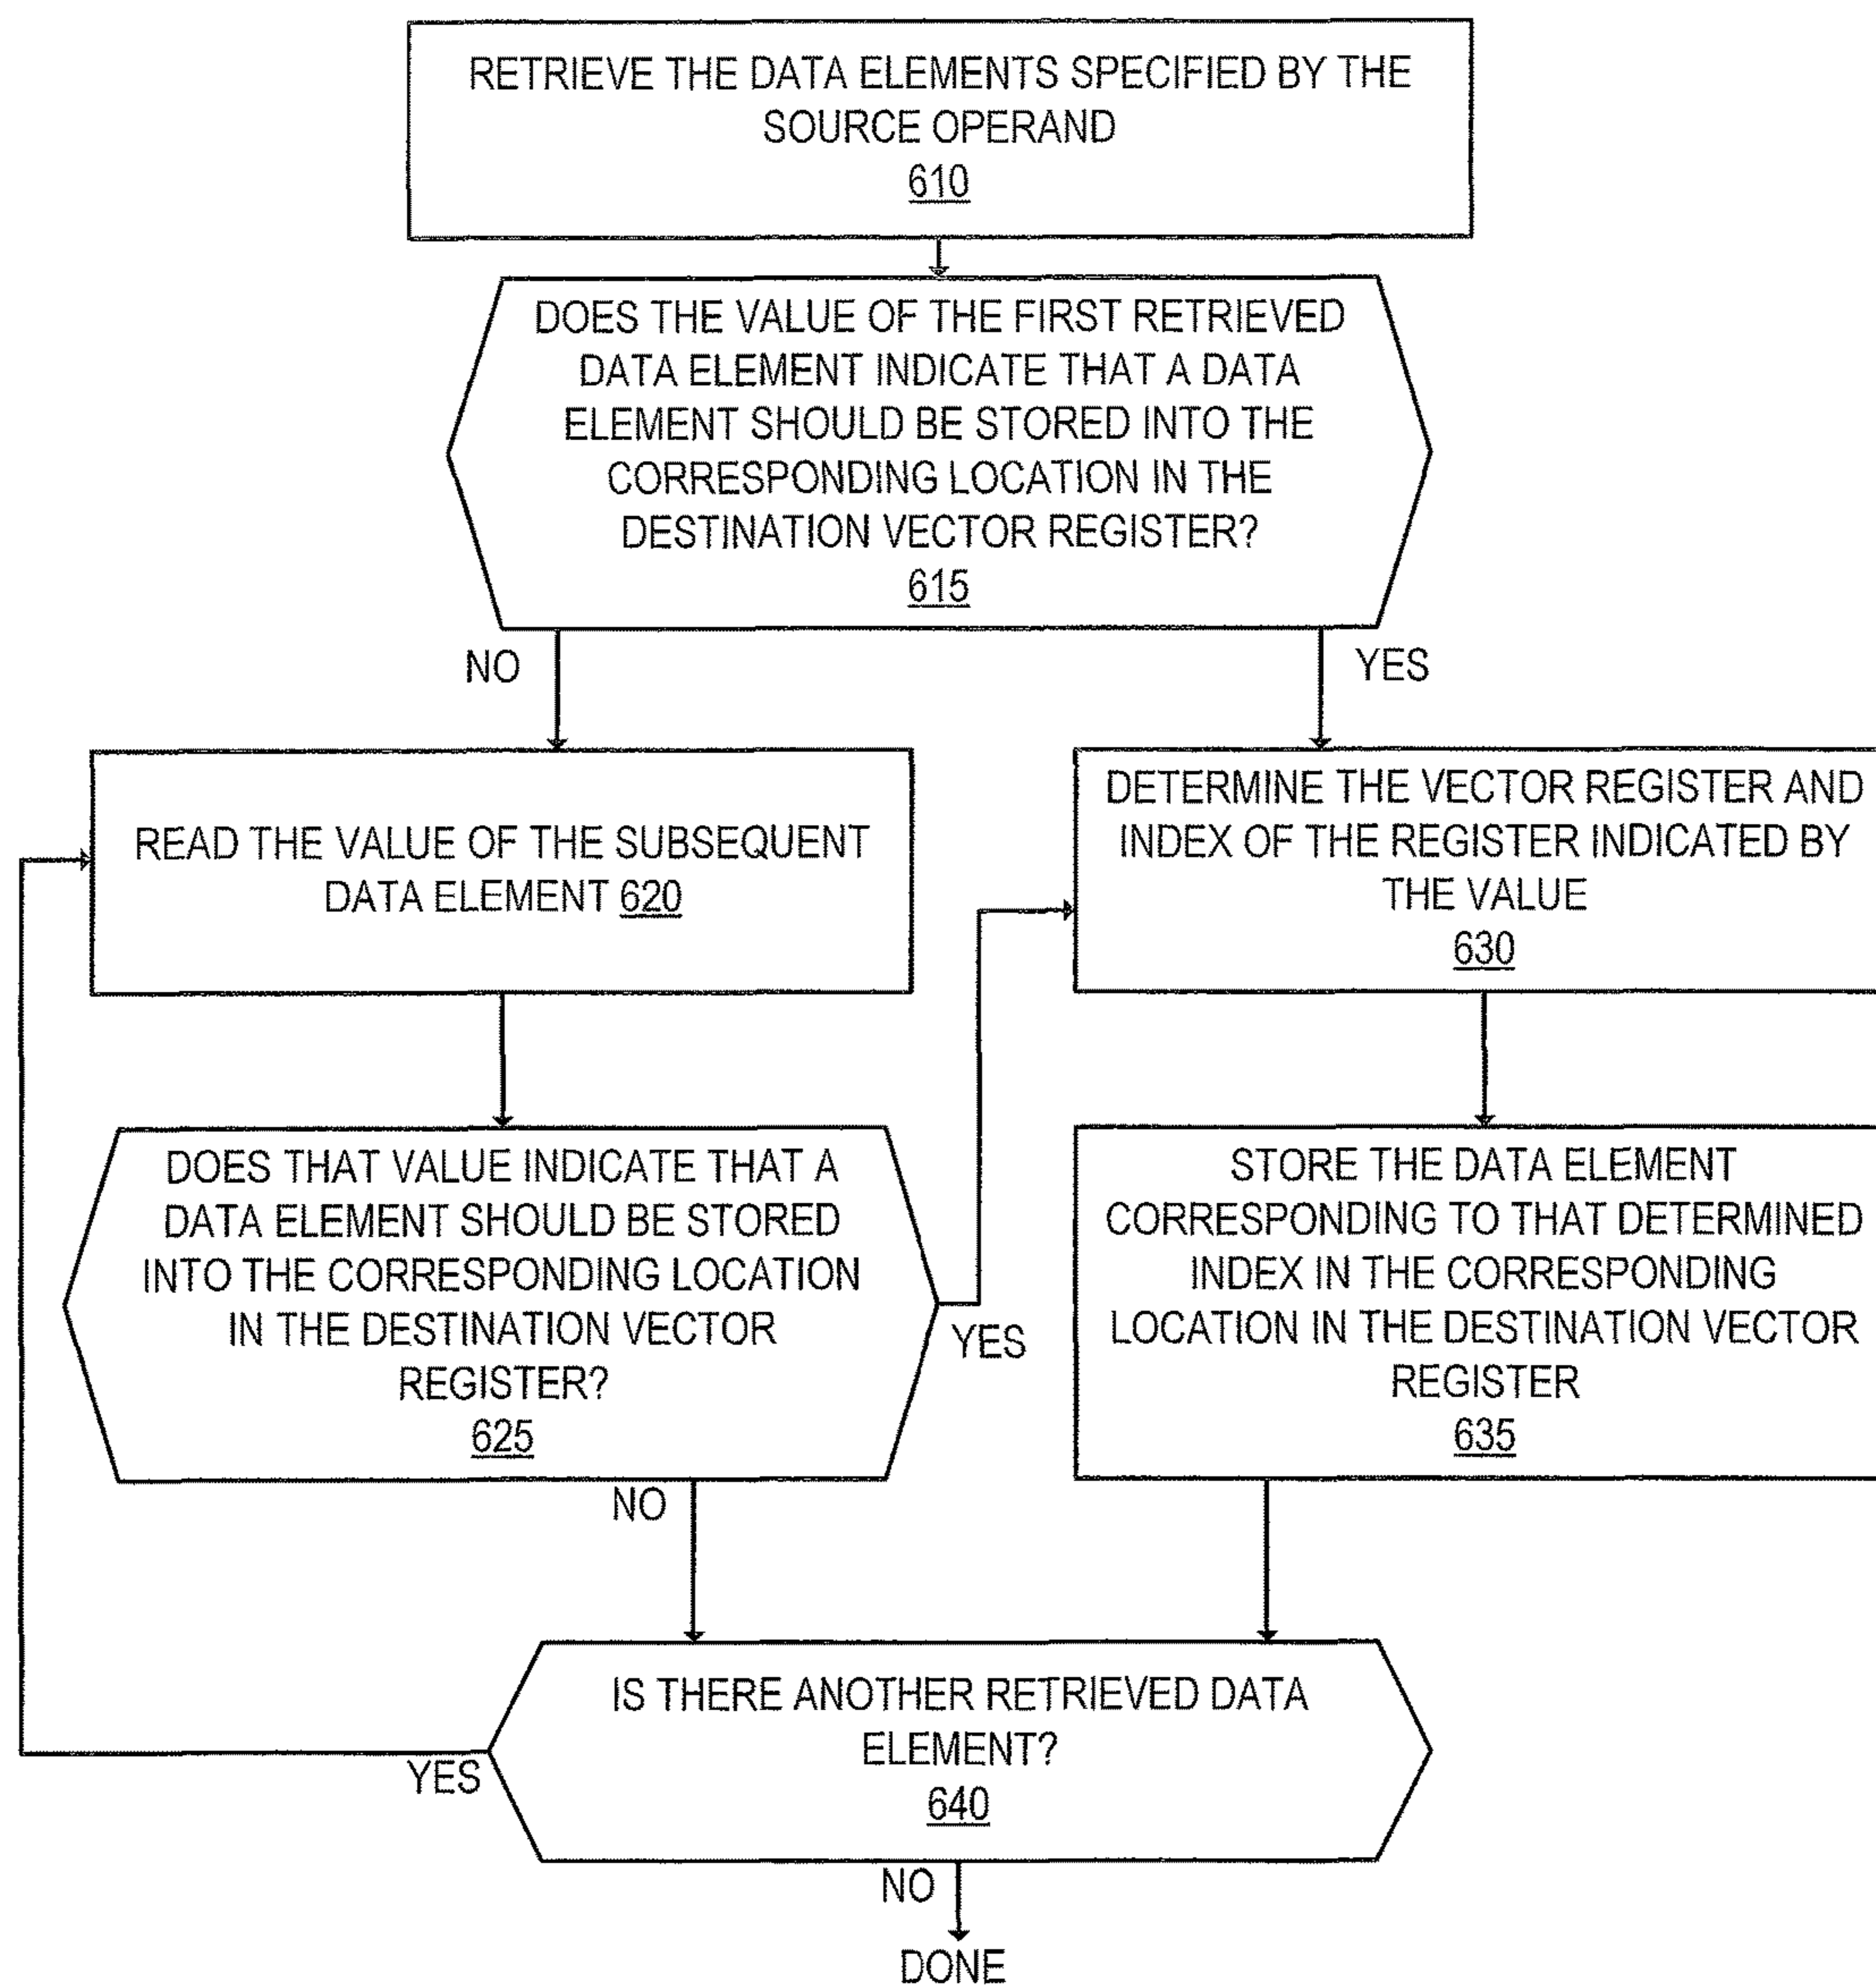 RETRIEVE THE DATA ELEMENTS SPECIFIED BY THE
SOURCE OPERAND
610
DOES THE VALUE OF THE FIRST RETRIEVED
DATA ELEMENT INDICATE THAT A DATA
ELEMENT SHOULD BE STORED INTO THE
CORRESPONDING LOCATION IN THE
DESTINATION VECTOR REGISTER?
615
NO
YES
READ THE VALUE OF THE SUBSEQUENT
DATA ELEMENT 620
DETERMINE THE VECTOR REGISTER AND
INDEX OF THE REGISTER INDICATED BY
THE VALUE
630
DOES THAT VALUE INDICATE THAT A
DATA ELEMENT SHOULD BE STORED
INTO THE CORRESPONDING LOCATION
IN THE DESTINATION VECTOR
REGISTER?
625
YES
NO
STORE THE DATA ELEMENT
CORRESPONDING TO THAT DETERMINED
INDEX IN THE CORRESPONDING
LOCATION IN THE DESTINATION VECTOR
REGISTER
635
IS THERE ANOTHER RETRIEVED DATA
ELEMENT?
640
YES
NO
DONE